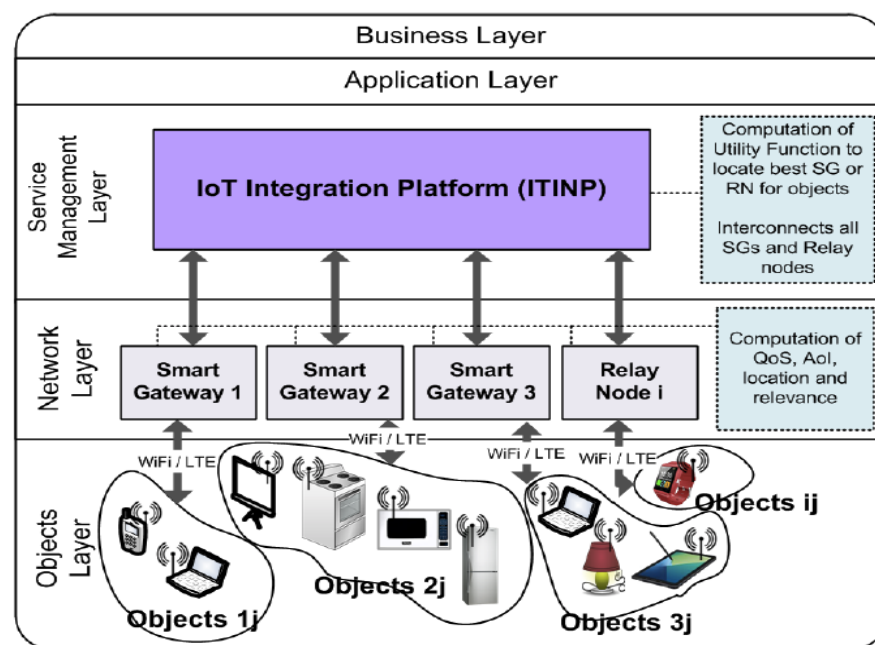 Business Layer
Application Layer
Service
Management
Layer
IoT Integration Platform (ITINP)
Computation of
Utility Function to
locate best SG or
RN for objects
Interconnects all
SGs and Relay
nodes
Network
Layer
Smart
Gateway 1
Smart
Gateway 2
Smart
Gateway 3
Relay
Node i
Computation of
QoS, AoI,
location and
relevance
WiFi / LTE
WiFi / LTE
WiFi / LTE
WiFi / LTE
Objects
Layer
Objects 1j
Objects 2j
Objects 3j
Objects ij